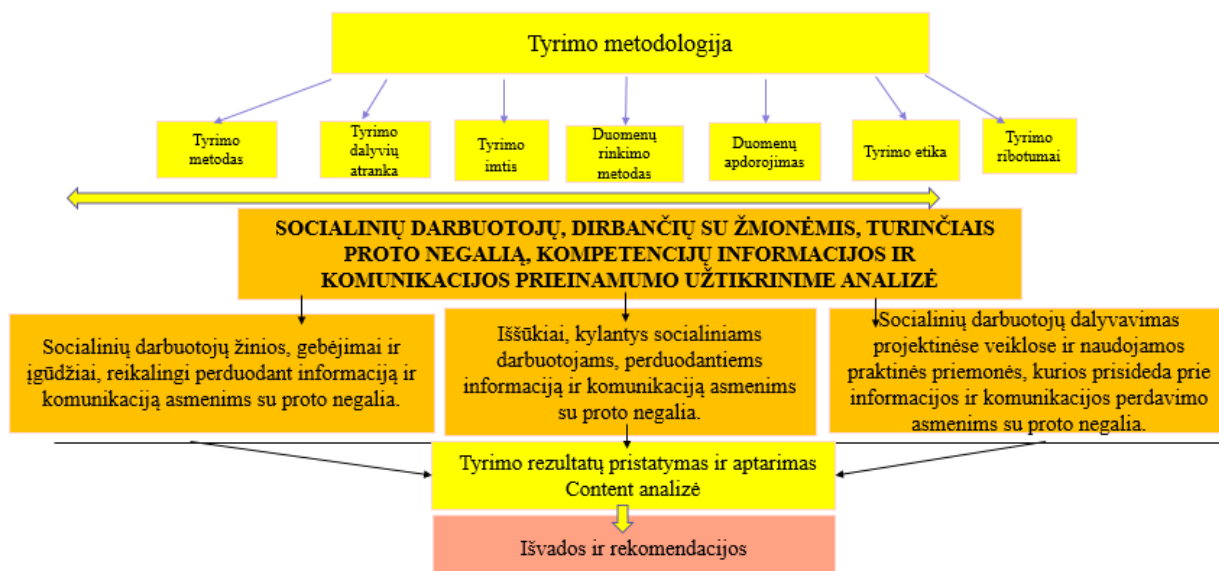 Tyrimo metodologija
Tyrimo
metodas
Tyrimo
dalyvių
atranka
Tyrimo
imtis
Duomenų
rinkimo
metodas
Duomenų
apdorojimas
Tyrimo etika
Tyrimo
ribotumai
SOCIALINIŲ DARBUOTOJŲ, DIRBANČIŲ SU ŽMONĖMIS, TURINČIAIS
PROTO NEGALIĄ, KOMPETENCIJŲ INFORMACIJOS IR
KOMUNIKACIJOS PRIEINAMUMO UŽTIKRINIME ANALIZĖ
Socialinių darbuotojų žinios, gebėjimai ir
įgūdžiai, reikalingi perduodant informaciją ir
komunikaciją asmenims su proto negalia.
Iššūkiai, kylantys socialiniams
darbuotojams, perduodantiems
informaciją ir komunikaciją asmenims
su proto negalia.
Socialinių darbuotojų dalyvavimas
projektinėse veiklose ir naudojamos
praktinės priemonės, kurios prisideda prie
informacijos ir komunikacijos perdavimo
asmenims su proto negalia.
Tyrimo rezultatų pristatymas ir aptarimas
Content analizė
Išvados ir rekomendacijos